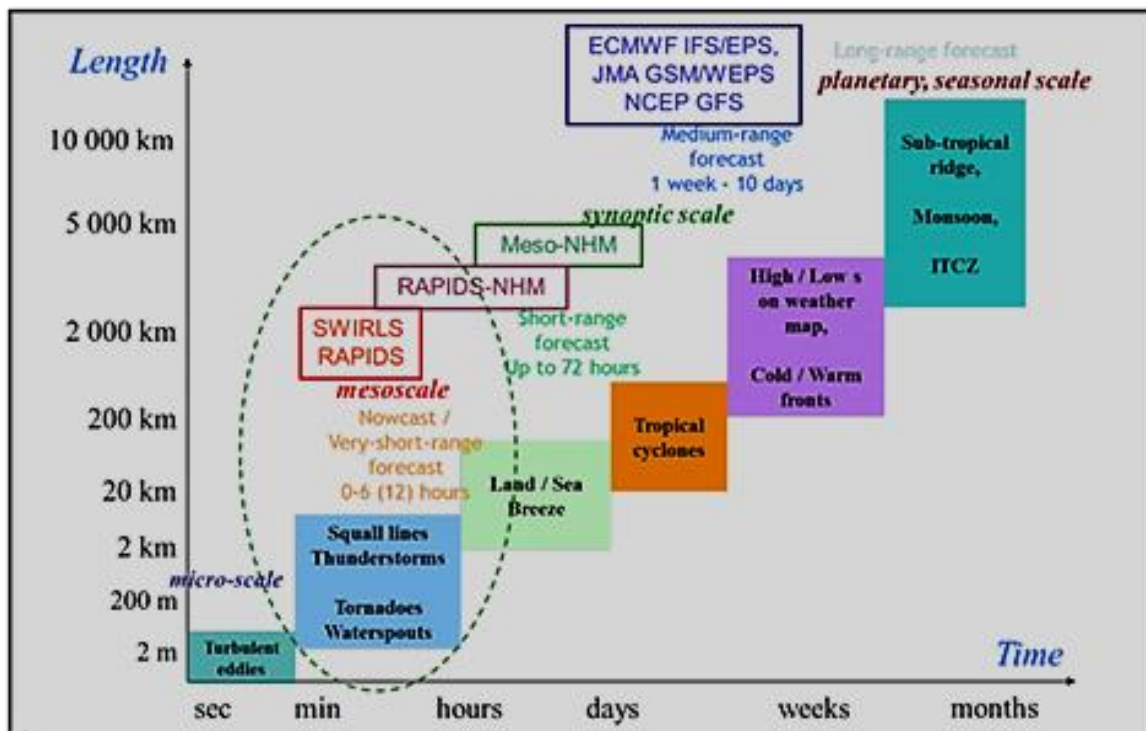 Length
ECMWF IFS/EPS,
JMA GSM/WEPS
NCEP GFS
Long-range forecast
planetary, seasonal scale
10 000 km
Medium-range
forecast
1 week - 10 days
Sub-tropical
ridge,
Monsoon,
ITCZ
5 000 km
synoptic scale
Meso-NHM
RAPIDS-NHM
High / Low s
on weather
map,
Cold / Warm
fronts
2 000 km
SWIRLS
RAPIDS
Short-range
forecast
Up to 72 hours
mesoscale
200 km
Nowcast /
Very-short-range
forecast
0-6 (12) hours
Tropical
cyclones
20 km
Land / Sea
Breeze
2 km
Squall lines
Thunderstorms
Tornadoes
Waterspouts
micro-scale
200 m
2 m
Turbulent
eddies
Time
sec min hours days weeks months